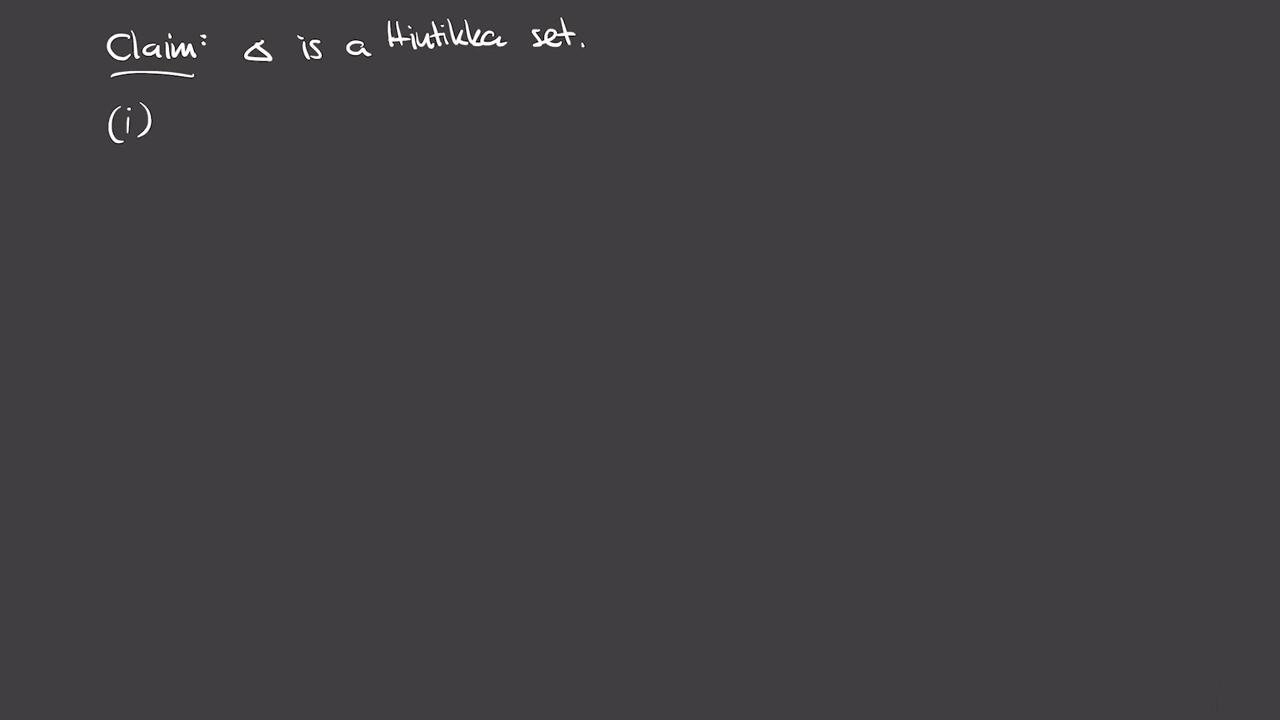 Claim: Δ is a Hintikka set.
(i)